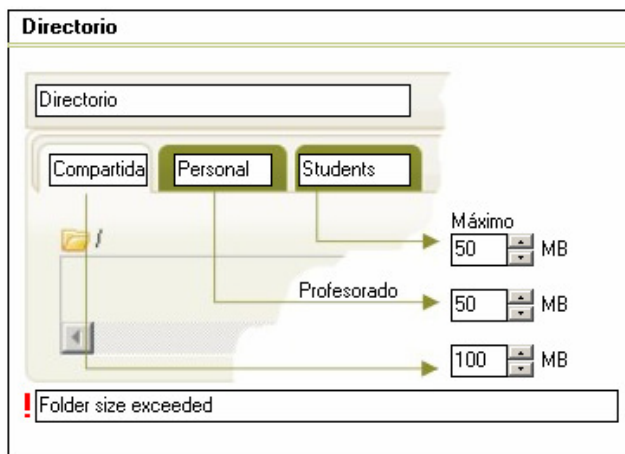 Directorio
Directorio
Compartida Personal Students
/
Máximo
50 MB
Profesorado 50 MB
100 MB
! Folder size exceeded